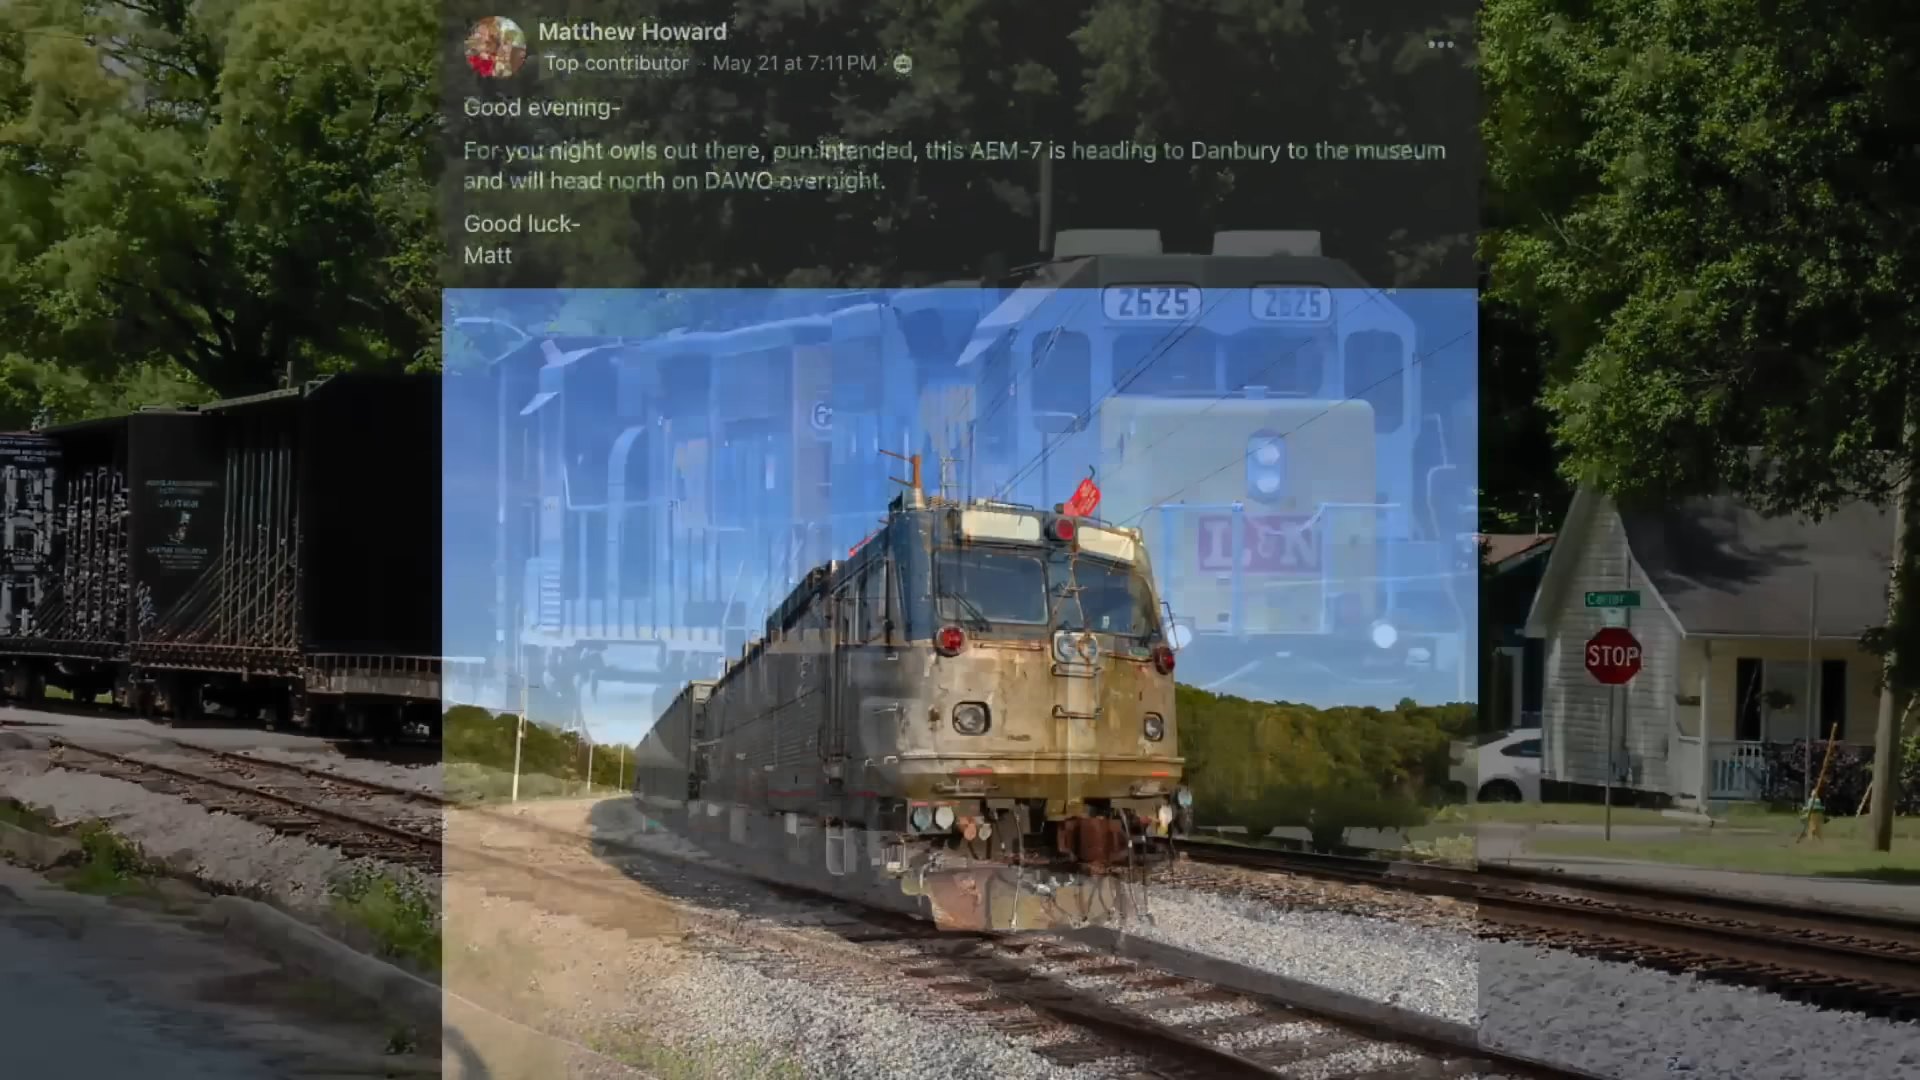 Matthew Howard
Top contributor · May 21 at 7:11 PM ·
Good evening-
For you night owls out there, pun intended, this AEM-7 is heading to Danbury to the museum
and will head north on DAWO overnight.
Good luck-
Matt
2625 2625
L&N
CAUTION
STOP